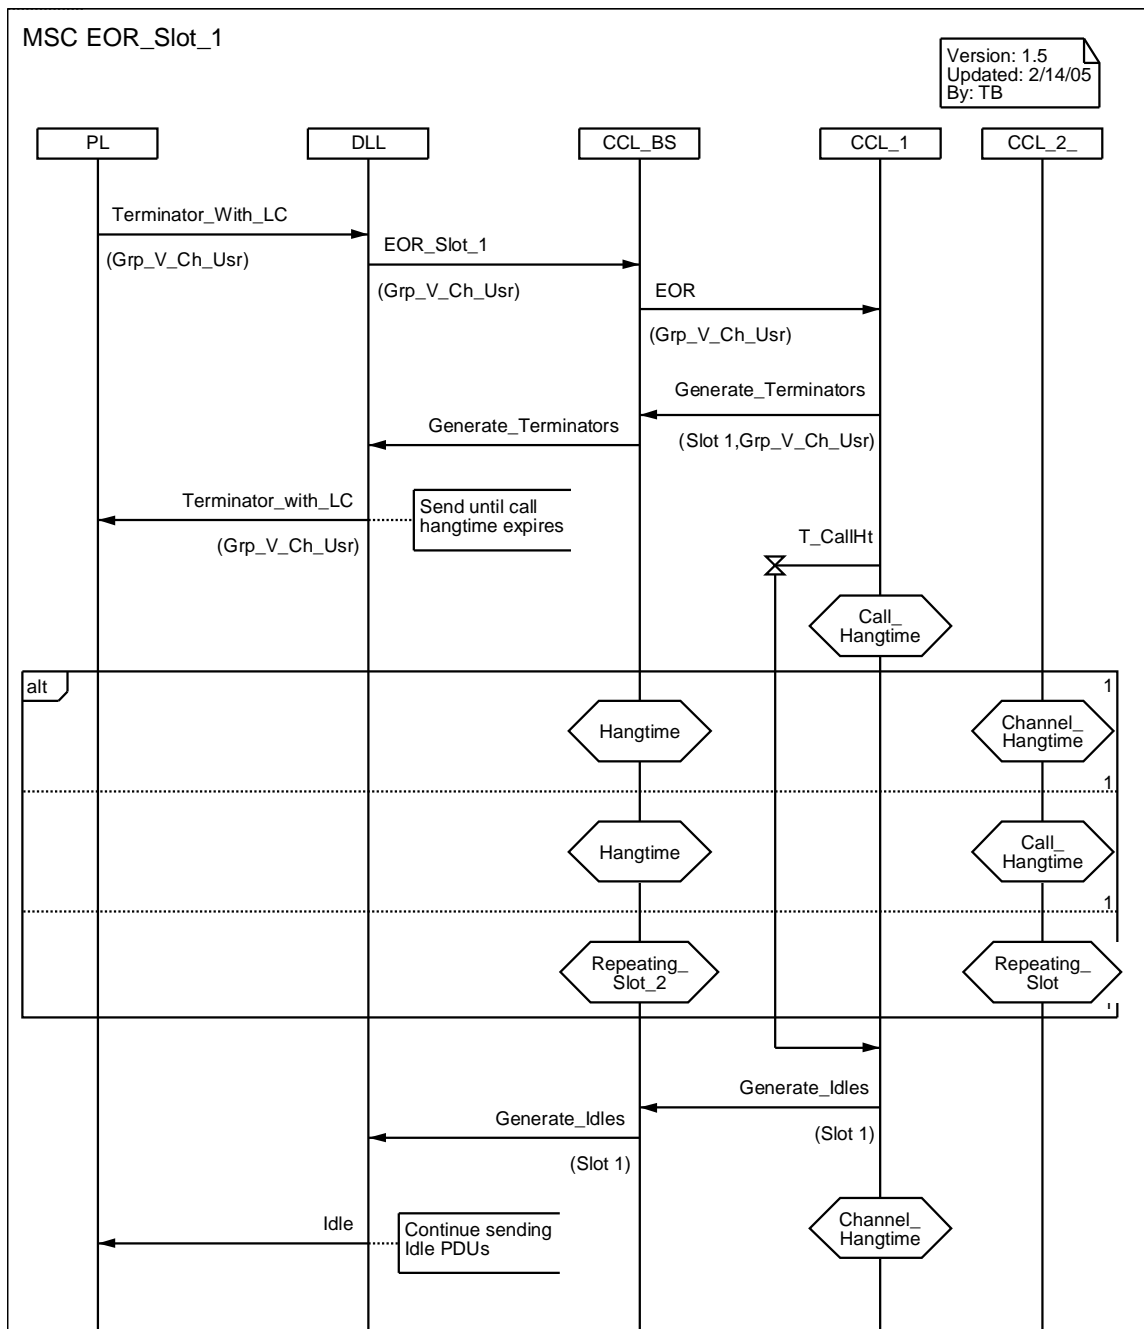 MSC EOR_Slot_1
Version: 1.5
Updated: 2/14/05
By: TB
PL
DLL
CCL_BS
CCL_1
CCL_2_
Terminator_With_LC
(Grp_V_Ch_Usr)
EOR_Slot_1
(Grp_V_Ch_Usr)
EOR
(Grp_V_Ch_Usr)
Generate_Terminators
(Slot 1,Grp_V_Ch_Usr)
Generate_Terminators
Terminator_with_LC
(Grp_V_Ch_Usr)
Send until call
hangtime expires
T_CallHt
Call_
Hangtime
alt
1
Hangtime
Channel_
Hangtime
1
Hangtime
Call_
Hangtime
1
Repeating_
Slot_2
Repeating_
Slot
Generate_Idles
(Slot 1)
Generate_Idles
(Slot 1)
Idle
Continue sending
Idle PDUs
Channel_
Hangtime